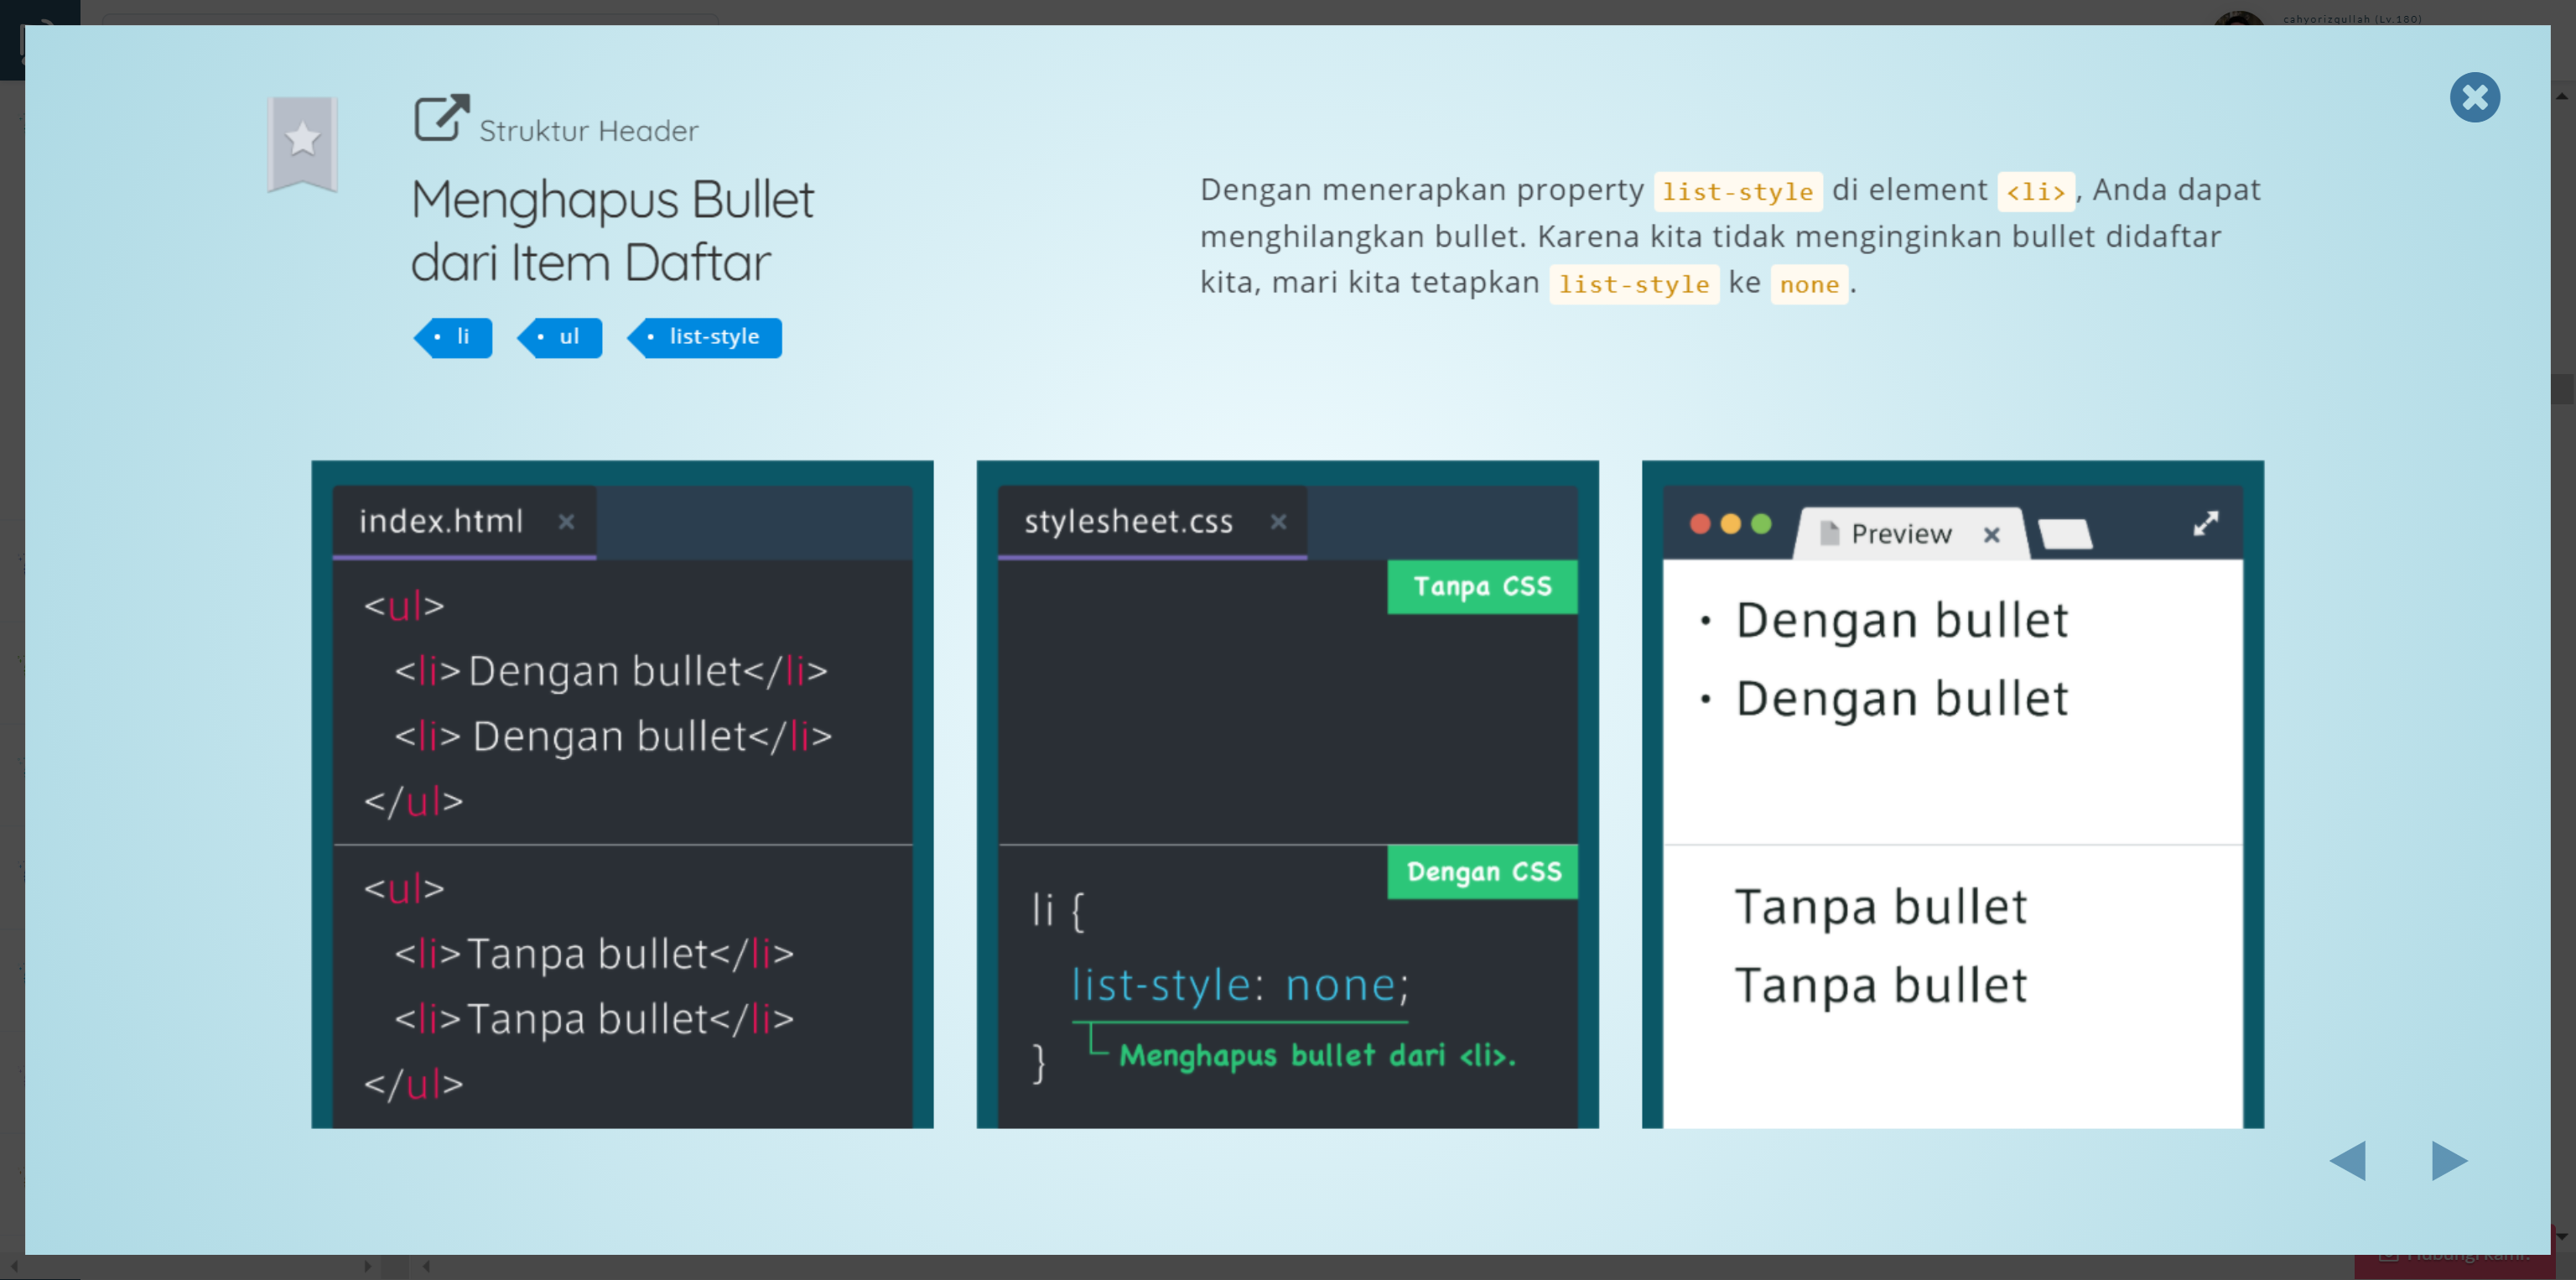 cahyorizqullah (Lv.180)
Struktur Header
Menghapus Bullet
dari Item Daftar
• li • ul • list-style
Dengan menerapkan property list-style di element <li>, Anda dapat
menghilangkan bullet. Karena kita tidak menginginkan bullet didaftar
kita, mari kita tetapkan list-style ke none.
index.html ×
<ul>
<li>Dengan bullet</li>
<li> Dengan bullet</li>
</ul>
<ul>
<li>Tanpa bullet</li>
<li>Tanpa bullet</li>
</ul>
stylesheet.css ×
Tanpa CSS
Dengan CSS
li {
list-style: none;
Menghapus bullet dari <li>.
}
Preview ×
• Dengan bullet
• Dengan bullet
Tanpa bullet
Tanpa bullet